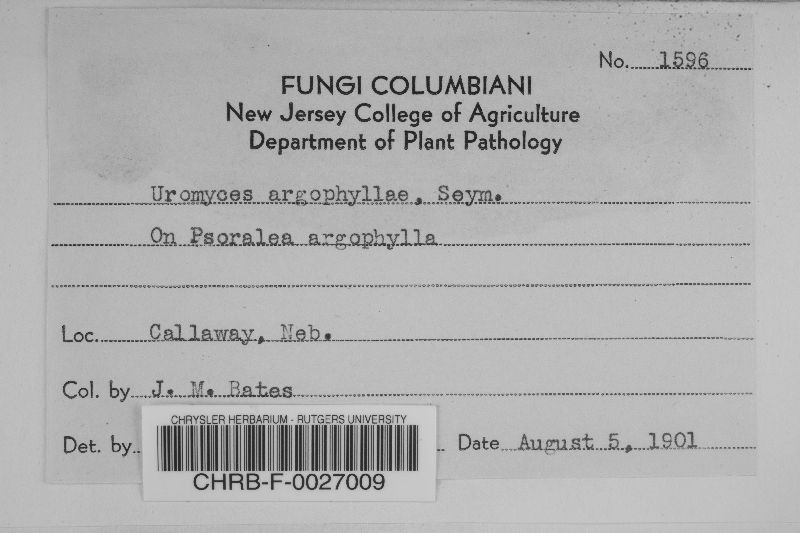 No. 1596
FUNGI COLUMBIANI
New Jersey College of Agriculture
Department of Plant Pathology
Uromyces argophyllae, Seym.
On Psoralea argophylla
Loc. Callaway, Neb.
Col. by J. M. Bates
Det. by Date August 5, 1901
CHRYSLER HERBARIUM - RUTGERS UNIVERSITY
CHRB-F-0027009